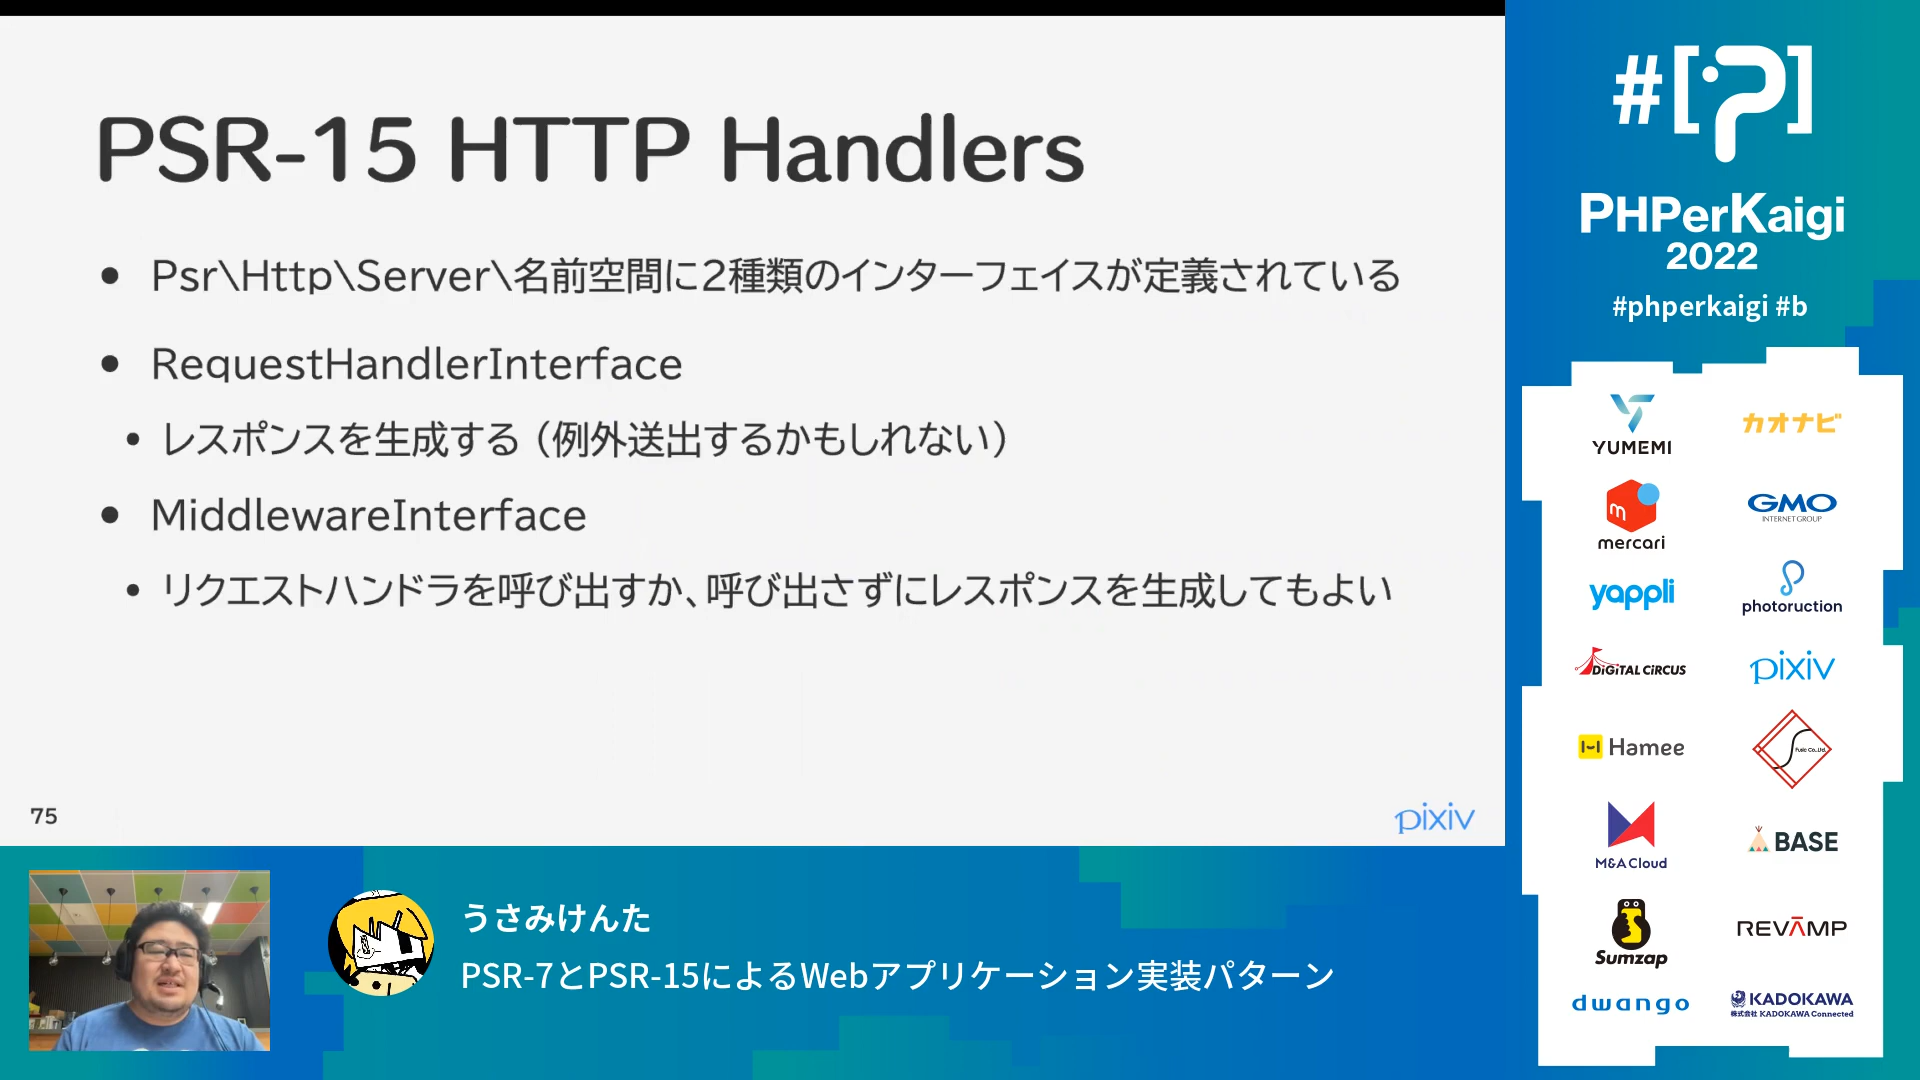 PSR-15 HTTP Handlers
• Psr\Http\Server\名前空間に2種類のインターフェイスが定義されている
• RequestHandlerInterface
• レスポンスを生成する（例外送出するかもしれない）
• MiddlewareInterface
• リクエストハンドラを呼び出すか、呼び出さずにレスポンスを生成してもよい
75
pixiv
うさみけんた
PSR-7とPSR-15によるWebアプリケーション実装パターン
#[?]
PHPerKaigi
2022
#phperkaigi #b
YUMEMI
カオナビ
mercari
GMO
INTERNET GROUP
yappli
photoruction
DiGiTAL CiRCUS
pixiv
Hamee
Fusic Co.,Ltd.
M&A Cloud
BASE
Sumzap
REVAMP
dwango
KADOKAWA
株式会社 KADOKAWA Connected